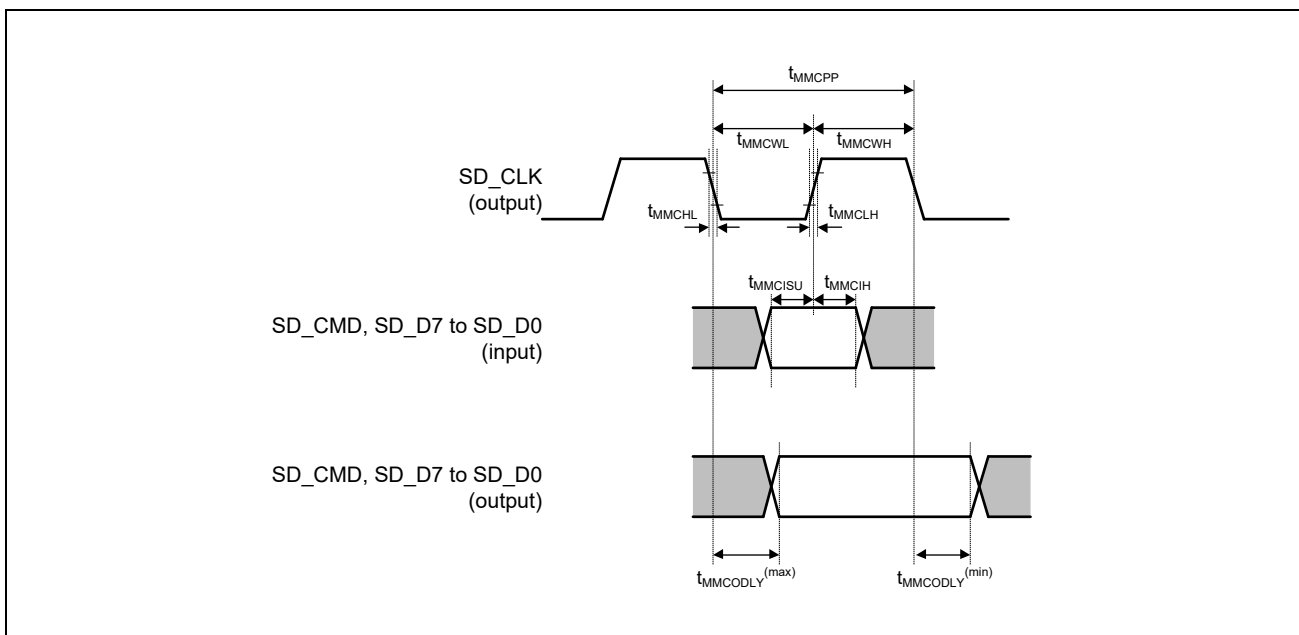 tMMCPP
tMMCWL tMMCWH
SD_CLK
(output)
tMMCHL tMMCLH
tMMCISU tMMCIH
SD_CMD, SD_D7 to SD_D0
(input)
SD_CMD, SD_D7 to SD_D0
(output)
tMMCODLY(max) tMMCODLY(min)